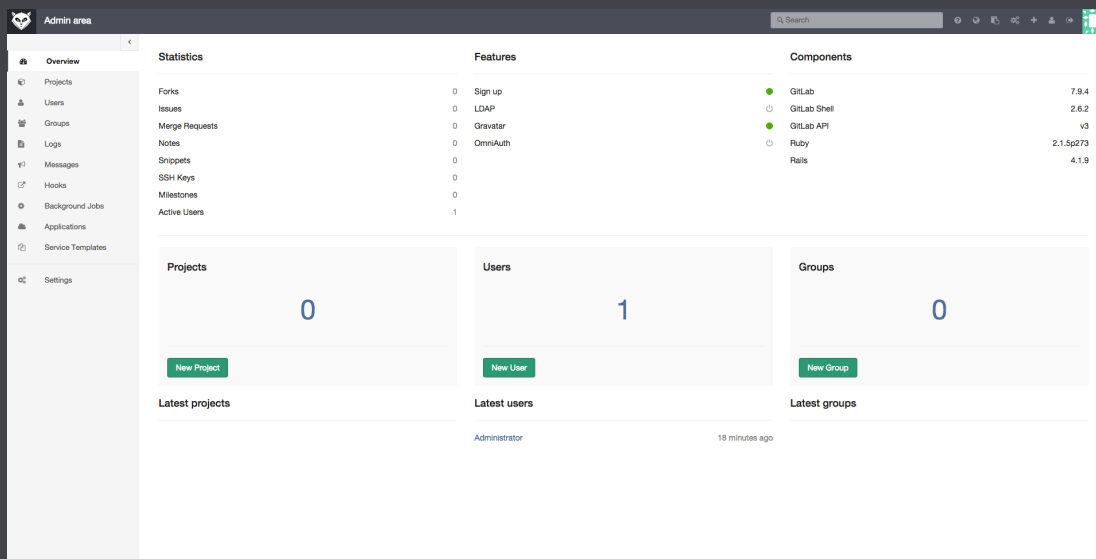 Admin area
Search
Overview
Projects
Users
Groups
Logs
Messages
Hooks
Background Jobs
Applications
Service Templates
Settings
Statistics
Forks 0
Issues 0
Merge Requests 0
Notes 0
Snippets 0
SSH Keys 0
Milestones 0
Active Users 1
Features
Sign up
LDAP
Gravatar
OmniAuth
Components
GitLab 7.9.4
GitLab Shell 2.6.2
GitLab API v3
Ruby 2.1.5p273
Rails 4.1.9
Projects
0
New Project
Users
1
New User
Groups
0
New Group
Latest projects
Latest users
Administrator 18 minutes ago
Latest groups